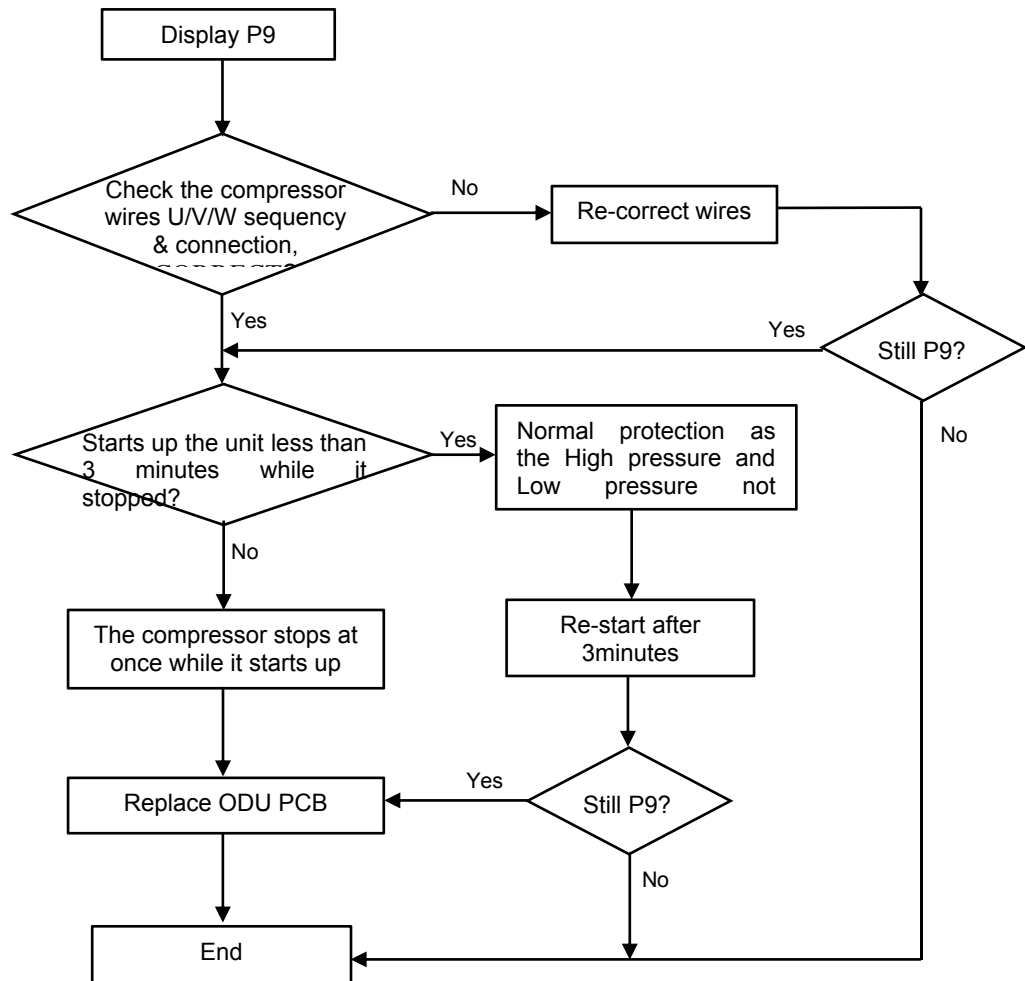 Display P9
Check the compressor
wires U/V/W sequency
& connection,
No
Re-correct wires
Yes
Yes
Still P9?
Starts up the unit less than
3 minutes while it
stopped?
Yes
Normal protection as
the High pressure and
Low pressure not
No
No
The compressor stops at
once while it starts up
Re-start after
3minutes
Replace ODU PCB
Yes
Still P9?
No
End